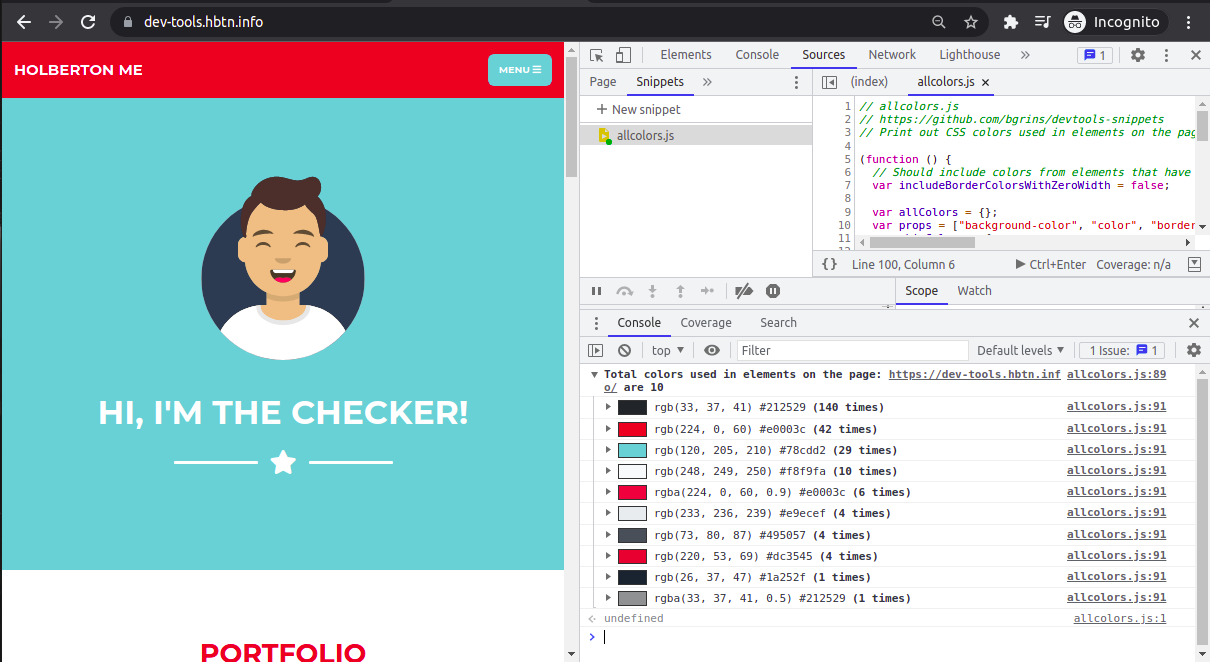 dev-tools.hbtn.info
Incognito
HOLBERTON ME
MENU
HI, I'M THE CHECKER!
PORTFOLIO
Elements Console Sources Network Lighthouse » 1
Page Snippets »
(index) allcolors.js
+ New snippet
allcolors.js
1 // allcolors.js
2 // https://github.com/bgrins/devtools-snippets
3 // Print out CSS colors used in elements on the pag
4
5 (function () {
6 // Should include colors from elements that have
7 var includeBorderColorsWithZeroWidth = false;
8
9 var allColors = {};
10 var props = ["background-color", "color", "border
11
{} Line 100, Column 6 Ctrl+Enter Coverage: n/a
Scope Watch
Console Coverage Search
top Filter Default levels 1 Issue: 1
Total colors used in elements on the page: https://dev-tools.hbtn.inf allcolors.js:89
o/ are 10
rgb(33, 37, 41) #212529 (140 times) allcolors.js:91
rgb(224, 0, 60) #e0003c (42 times) allcolors.js:91
rgb(120, 205, 210) #78cdd2 (29 times) allcolors.js:91
rgb(248, 249, 250) #f8f9fa (10 times) allcolors.js:91
rgba(224, 0, 60, 0.9) #e0003c (6 times) allcolors.js:91
rgb(233, 236, 239) #e9ecef (4 times) allcolors.js:91
rgb(73, 80, 87) #495057 (4 times) allcolors.js:91
rgb(220, 53, 69) #dc3545 (4 times) allcolors.js:91
rgb(26, 37, 47) #1a252f (1 times) allcolors.js:91
rgba(33, 37, 41, 0.5) #212529 (1 times) allcolors.js:91
undefined allcolors.js:1